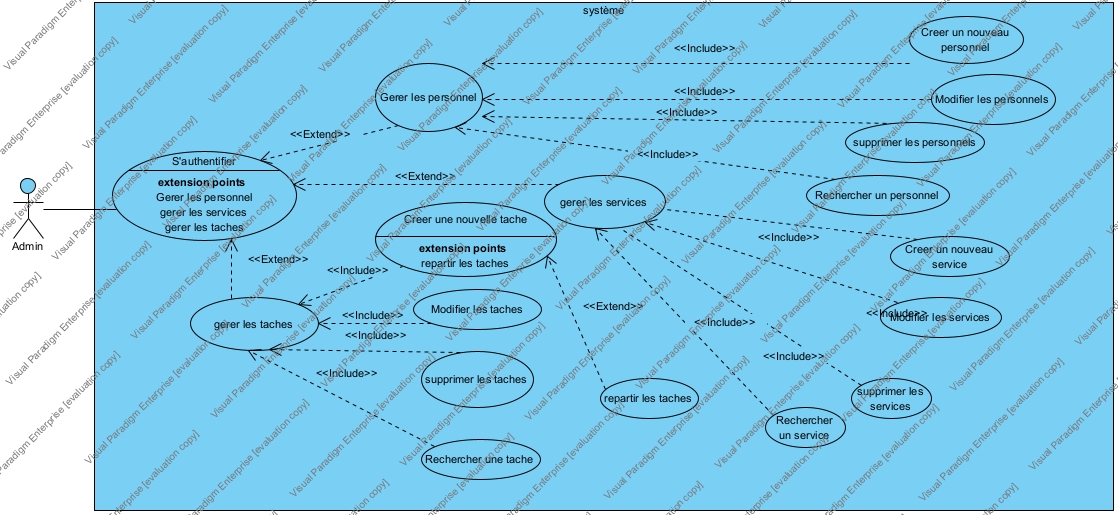 système
Creer un nouveau
personnel
<<Include>>
Gerer les personnel
<<Include>>
Modifier les personnels
<<Include>>
supprimer les personnels
<<Extend>>
<<Include>>
S'authentifier
extension points
Gerer les personnel
gerer les services
gerer les taches
<<Extend>>
Rechercher un personnel
gerer les services
Admin
Creer une nouvelle tache
extension points
repartir les taches
<<Include>>
Creer un nouveau
service
<<Extend>>
<<Include>>
Modifier les taches
<<Extend>>
<<Include>>
Modifier les services
gerer les taches
<<Include>>
<<Include>>
<<Include>>
<<Include>>
<<Include>>
supprimer les taches
repartir les taches
supprimer les
services
Rechercher
un service
Rechercher une tache
Visual Paradigm Enterprise [evaluation copy]